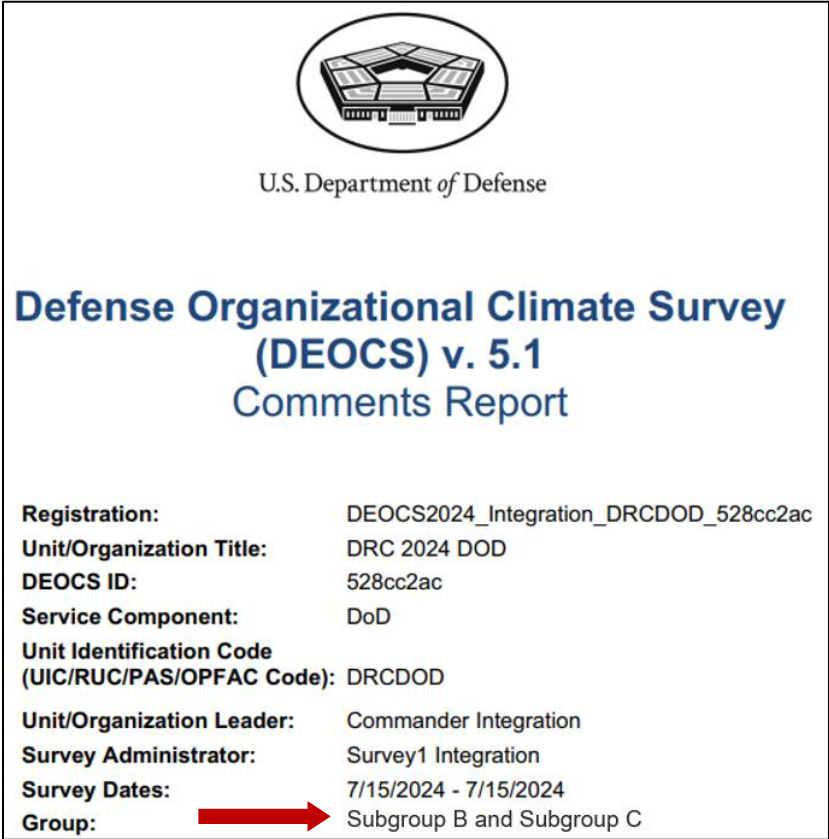 U.S. Department of Defense
Defense Organizational Climate Survey
(DEOCS) v. 5.1
Comments Report
Registration: DEOCS2024_Integration_DRCDOD_528cc2ac
Unit/Organization Title: DRC 2024 DOD
DEOCS ID: 528cc2ac
Service Component: DoD
Unit Identification Code
(UIC/RUC/PAS/OPFAC Code): DRCDOD
Unit/Organization Leader: Commander Integration
Survey Administrator: Survey1 Integration
Survey Dates: 7/15/2024 - 7/15/2024
Group: Subgroup B and Subgroup C